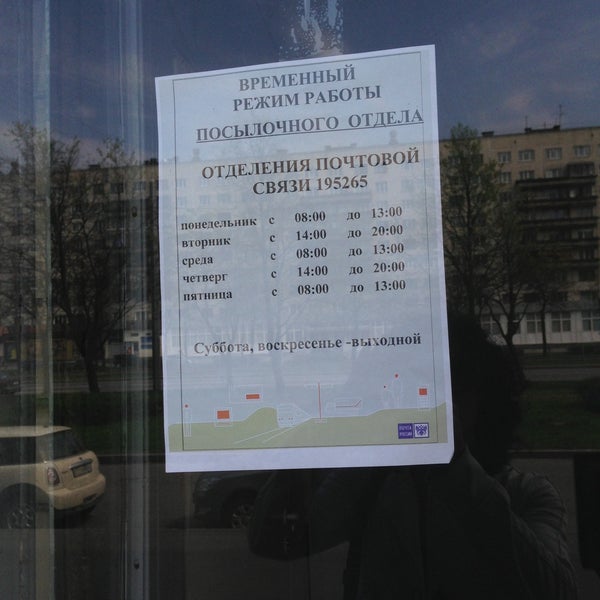 ВРЕМЕННЫЙ
РЕЖИМ РАБОТЫ
ПОСЫЛОЧНОГО ОТДЕЛА
ОТДЕЛЕНИЯ ПОЧТОВОЙ
СВЯЗИ 195265
понедельник с 08:00 до 13:00
вторник с 14:00 до 20:00
среда с 08:00 до 13:00
четверг с 14:00 до 20:00
пятница с 08:00 до 13:00
Суббота, воскресенье -выходной
ПОЧТА
РОССИИ